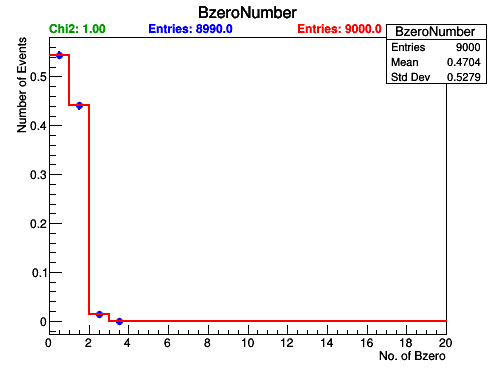 BzeroNumber
Chi2: 1.00 Entries: 8990.0 Entries: 9000.0
BzeroNumber
Entries 9000
Mean 0.4704
Std Dev 0.5279
Number of Events
0.5
0.4
0.3
0.2
0.1
0
0 2 4 6 8 10 12 14 16 18 20
No. of Bzero